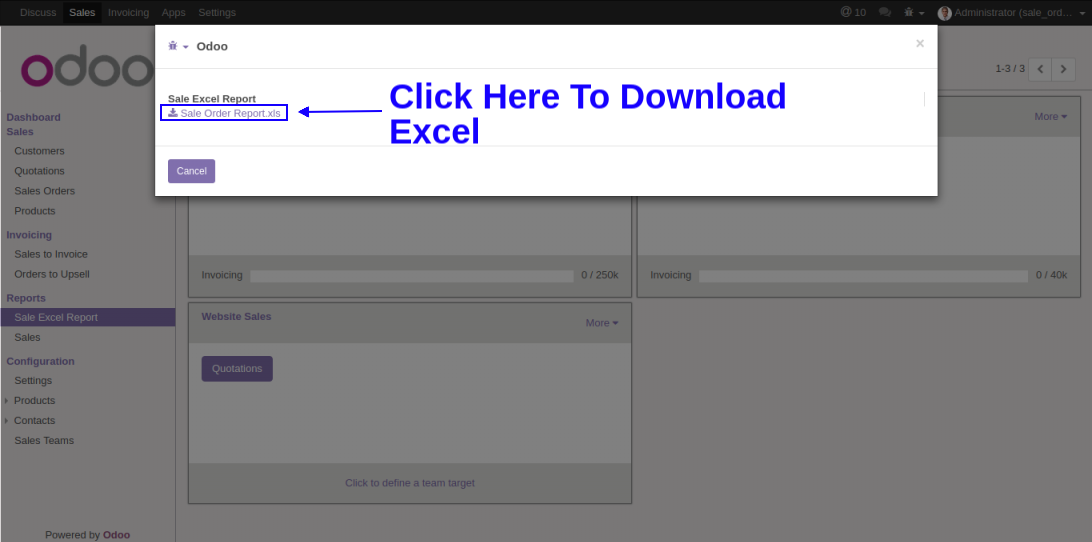 Discuss Sales Invoicing Apps Settings
@ 10 Administrator (sale_ord...
odoo
Odoo
×
1-3 / 3
Sale Excel Report
Sale Order Report.xls
Click Here To Download
Excel
Cancel
Dashboard
Sales
Customers
Quotations
Sales Orders
Products
Invoicing
Sales to Invoice
Orders to Upsell
Reports
Sale Excel Report
Sales
Configuration
Settings
Products
Contacts
Sales Teams
Powered by Odoo
More
Invoicing 0 / 250k
Invoicing 0 / 40k
Website Sales
More
Quotations
Click to define a team target